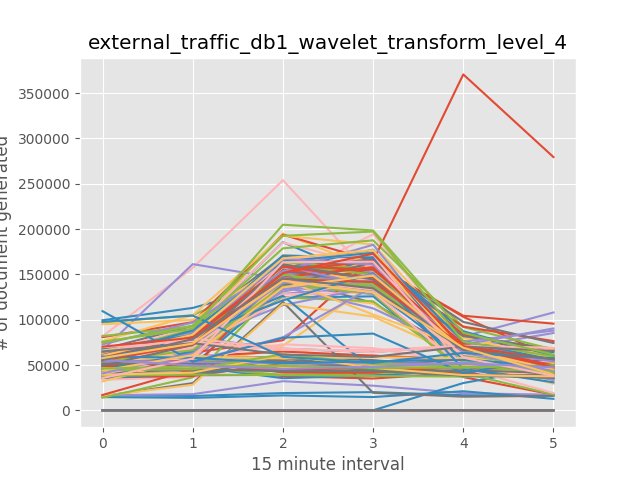 external_traffic_db1_wavelet_transform_level_4
# of document generated
350000
300000
250000
200000
150000
100000
50000
0
0 1 2 3 4 5
15 minute interval